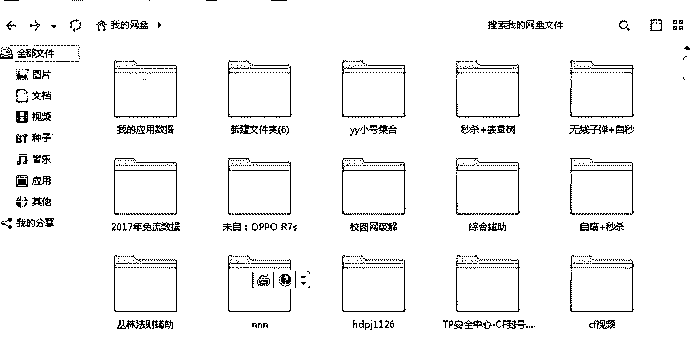 我的网盘
搜索我的网盘文件
全部文件
图片
文档
视频
BT 种子
音乐
应用
其他
我的分享
我的应用数据
新建文件夹(6)
yy小号集合
秒杀+装量树
无线子弹+自秒
2017年免流数据
来自：OPPO R7s
校园网破解
综合辅助
自瞄+秒杀
丛林法则辅助
nnn
hdpj1126
TP安全中心-CF封号...
cf视频